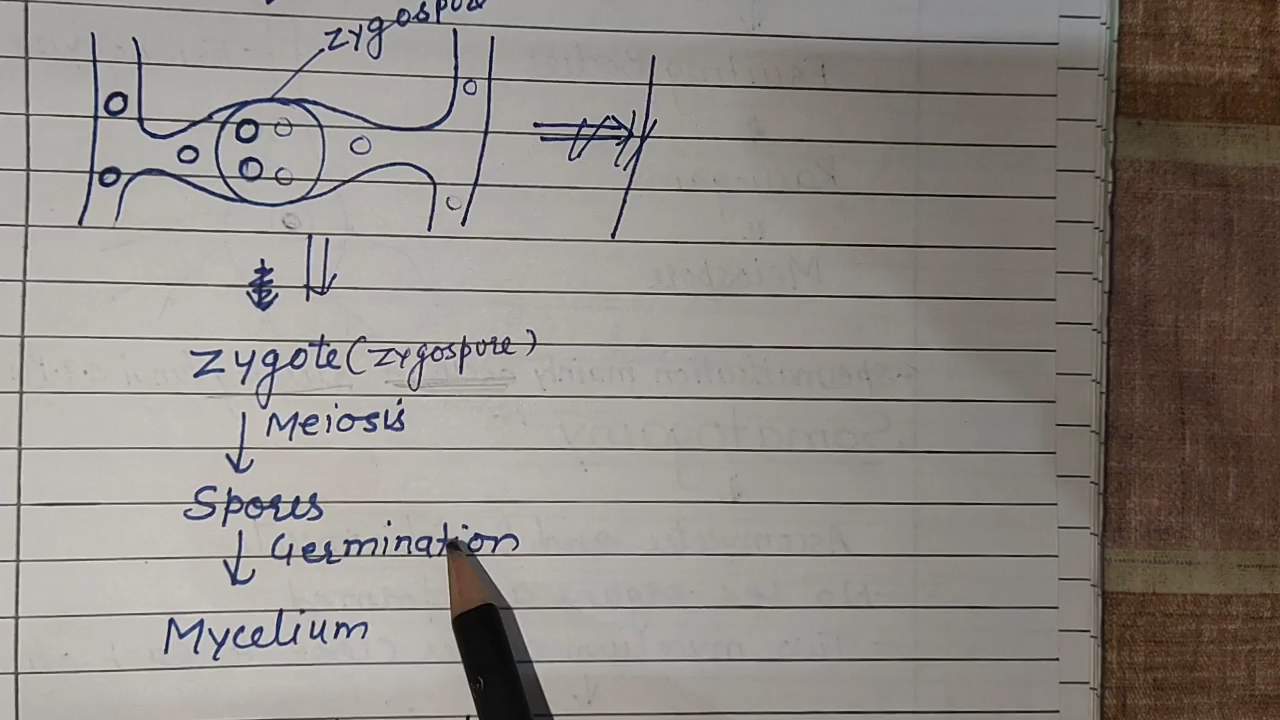 zygospore
Zygote (zygospore)
Meiosis
Spores
Germination
Mycelium